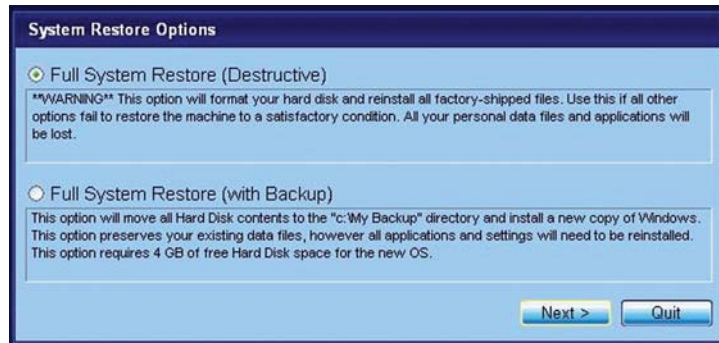 System Restore Options
Full System Restore (Destructive)
**WARNING** This option will format your hard disk and reinstall all factory-shipped files. Use this if all other
options fail to restore the machine to a satisfactory condition. All your personal data files and applications will
be lost.
Full System Restore (with Backup)
This option will move all Hard Disk contents to the "c:\My Backup" directory and install a new copy of Windows.
This option preserves your existing data files, however all applications and settings will need to be reinstalled.
This option requires 4 GB of free Hard Disk space for the new OS.
Next >
Quit